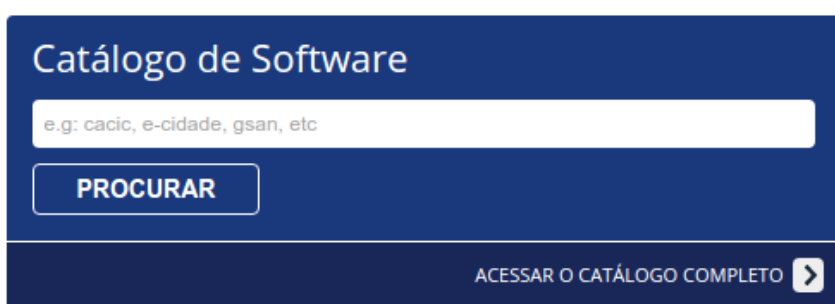 Catálogo de Software
e.g: cacic, e-cidade, gsan, etc
PROCURAR
ACESSAR O CATÁLOGO COMPLETO